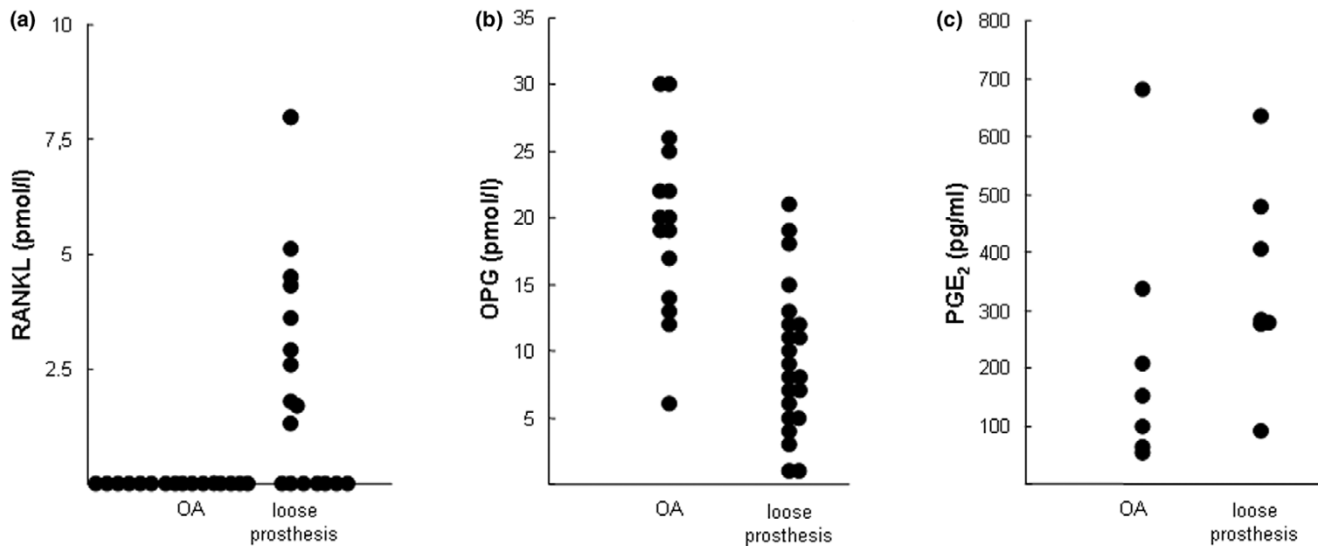 (a)
10
7,5
5
2.5
RANKL (pmol/l)
OA
loose
prosthesis
(b)
35
30
25
20
15
10
5
OPG (pmol/l)
OA
loose
prosthesis
(c)
800
700
600
500
400
300
200
100
PGE₂ (pg/ml)
OA
loose
prosthesis